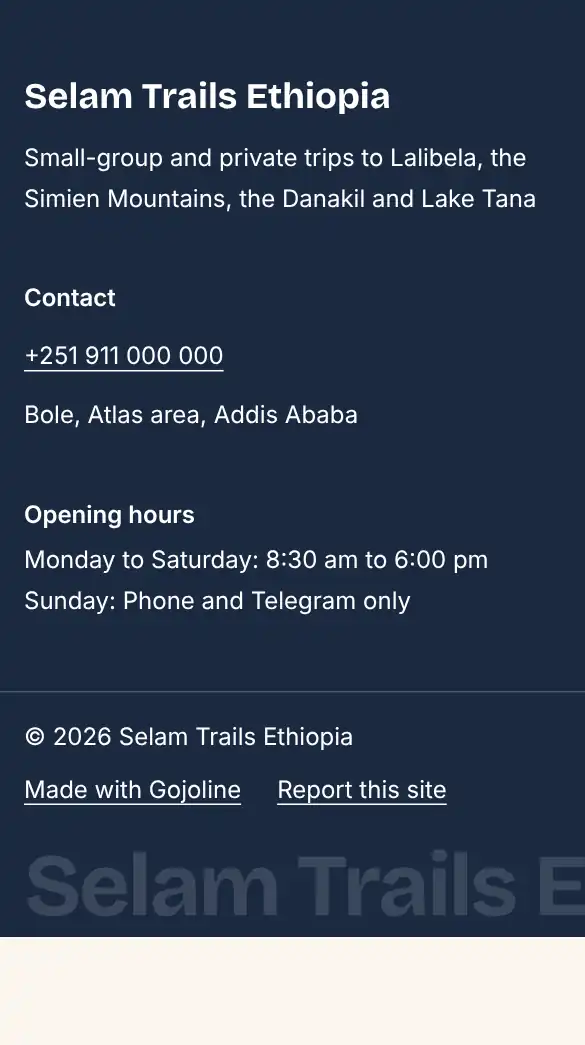 Selam Trails Ethiopia
Small-group and private trips to Lalibela, the
Simien Mountains, the Danakil and Lake Tana
Contact
+251 911 000 000
Bole, Atlas area, Addis Ababa
Opening hours
Monday to Saturday: 8:30 am to 6:00 pm
Sunday: Phone and Telegram only
© 2026 Selam Trails Ethiopia
Made with Gojoline Report this site
Selam Trails E